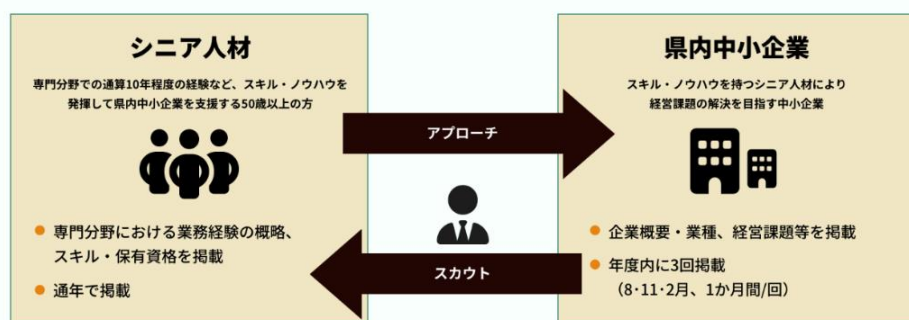 シニア人材
専門分野での通算10年程度の経験など、スキル・ノウハウを
発揮して県内中小企業を支援する50歳以上の方
● 専門分野における業務経験の概略、
スキル・保有資格を掲載
● 通年で掲載
アプローチ
スカウト
県内中小企業
スキル・ノウハウを持つシニア人材により
経営課題の解決を目指す中小企業
● 企業概要・業種、経営課題等を掲載
● 年度内に3回掲載
（8･11･2月、1か月間/回）